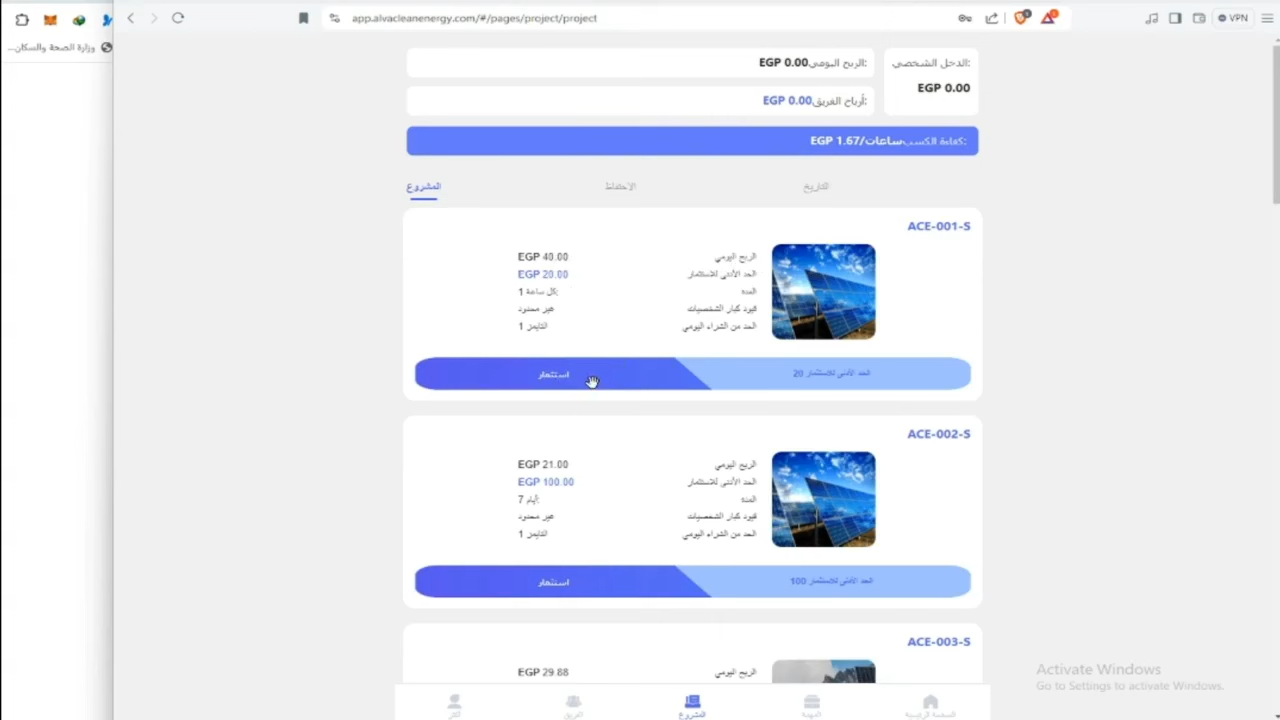 app.alvacleanenergy.com/#/pages/project/project
VPN
وزارة الصحة والسكان...
الدخل الشخصي:
EGP 0.00
الربح اليومي: EGP 0.00
أرباح الفريق: EGP 0.00
كفاءة الكسب: ساعات/EGP 1.67
التاريخ
الاحتفاظ
المشروع
ACE-001-S
الربح اليومي EGP 40.00
الحد الأدنى للاستثمار EGP 20.00
المدة كل ساعة 1:
قيود كبار الشخصيات غير محدود
الحد من الشراء اليومي التايمز 1
الحد الأدنى للاستثمار 20
استثمار
ACE-002-S
الربح اليومي EGP 21.00
الحد الأدنى للاستثمار EGP 100.00
المدة أيام 7:
قيود كبار الشخصيات غير محدود
الحد من الشراء اليومي التايمز 1
الحد الأدنى للاستثمار 100
استثمار
ACE-003-S
الربح اليومي EGP 29.88
الصفحة الرئيسية
المهمة
المشروع
الفريق
أكثر
Activate Windows
Go to Settings to activate Windows.